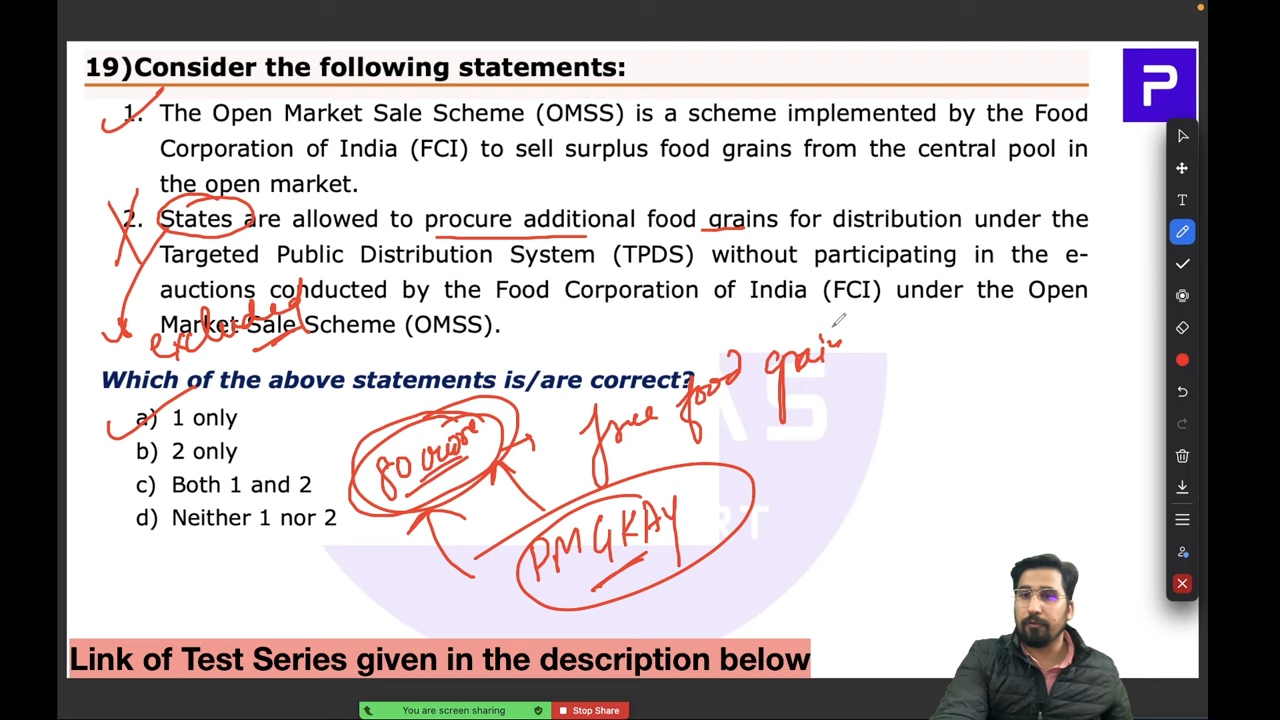 19)Consider the following statements:
P
1. The Open Market Sale Scheme (OMSS) is a scheme implemented by the Food
Corporation of India (FCI) to sell surplus food grains from the central pool in
the open market.
2. States are allowed to procure additional food grains for distribution under the
Targeted Public Distribution System (TPDS) without participating in the e-
auctions conducted by the Food Corporation of India (FCI) under the Open
Market Sale Scheme (OMSS).
excluded
Which of the above statements is/are correct?
free food grain
a) 1 only
b) 2 only
80 crore
c) Both 1 and 2
d) Neither 1 nor 2
PMGKAY
Link of Test Series given in the description below
You are screen sharing
Stop Share
T